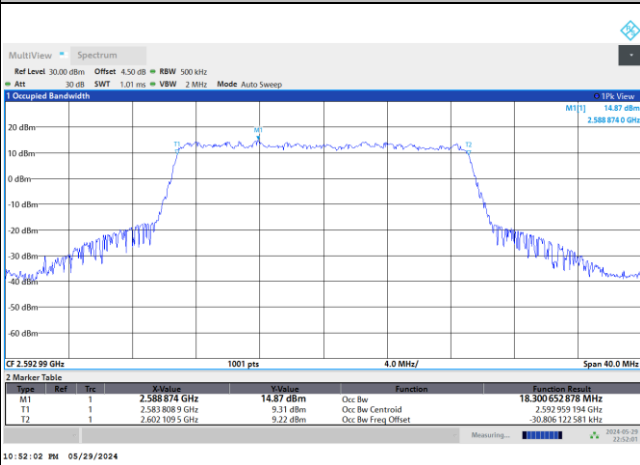 MultiView Spectrum
Ref Level 30.00 dBm Offset 4.50 dB RBW 500 kHz
Att 30 dB SWT 1.01 ms VBW 2 MHz Mode Auto Sweep
1 Occupied Bandwidth 1Pk View
M1[1] 14.87 dBm
2.588 874 0 GHz
20 dBm
M1
T1 T2
10 dBm
0 dBm
-10 dBm
-20 dBm
-30 dBm
-40 dBm
-50 dBm
-60 dBm
CF 2.592 99 GHz 1001 pts 4.0 MHz/ Span 40.0 MHz
2 Marker Table
Type Ref Trc X-Value Y-Value Function Function Result
M1 1 2.588 874 GHz 14.87 dBm Occ Bw 18.300 652 878 MHz
T1 1 2.583 808 9 GHz 9.31 dBm Occ Bw Centroid 2.592 959 194 GHz
T2 1 2.602 109 5 GHz 9.22 dBm Occ Bw Freq Offset -30.806 122 581 kHz
Measuring... 2024-05-29
22:52:01
10:52:02 PM 05/29/2024